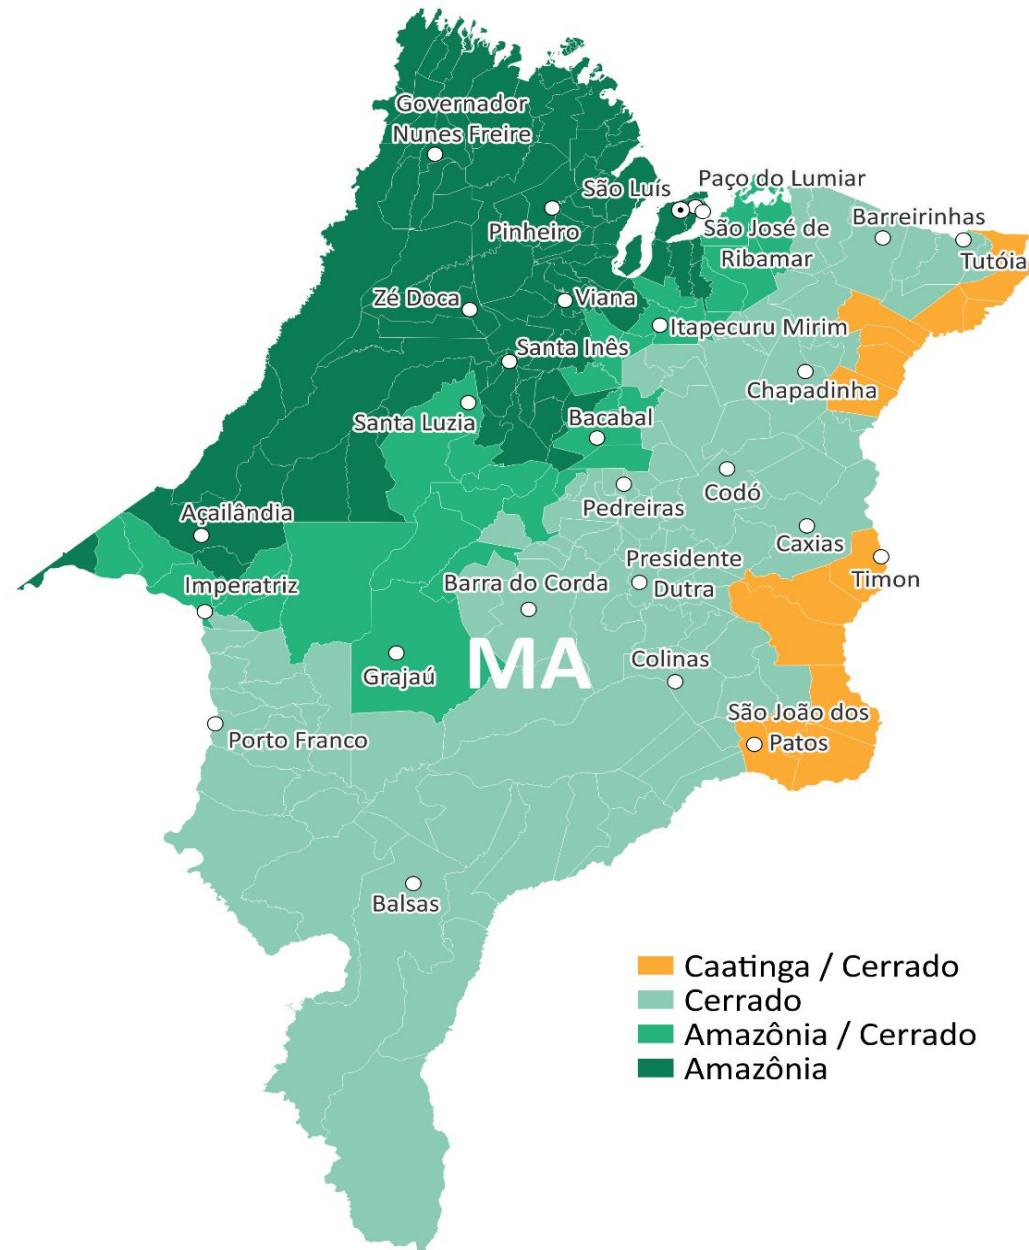 Governador
Nunes Freire
São Luís
Paço do Lumiar
Pinheiro
São José de
Ribamar
Barreirinhas
Tutóia
Zé Doca
Viana
Itapecuru Mirim
Santa Inês
Chapadinha
Santa Luzia
Bacabal
Pedreiras
Codó
Açailândia
Caxias
Imperatriz
Barra do Corda
Presidente
Dutra
Timon
MA
Grajaú
Colinas
São João dos
Patos
Porto Franco
Balsas
Caatinga / Cerrado
Cerrado
Amazônia / Cerrado
Amazônia